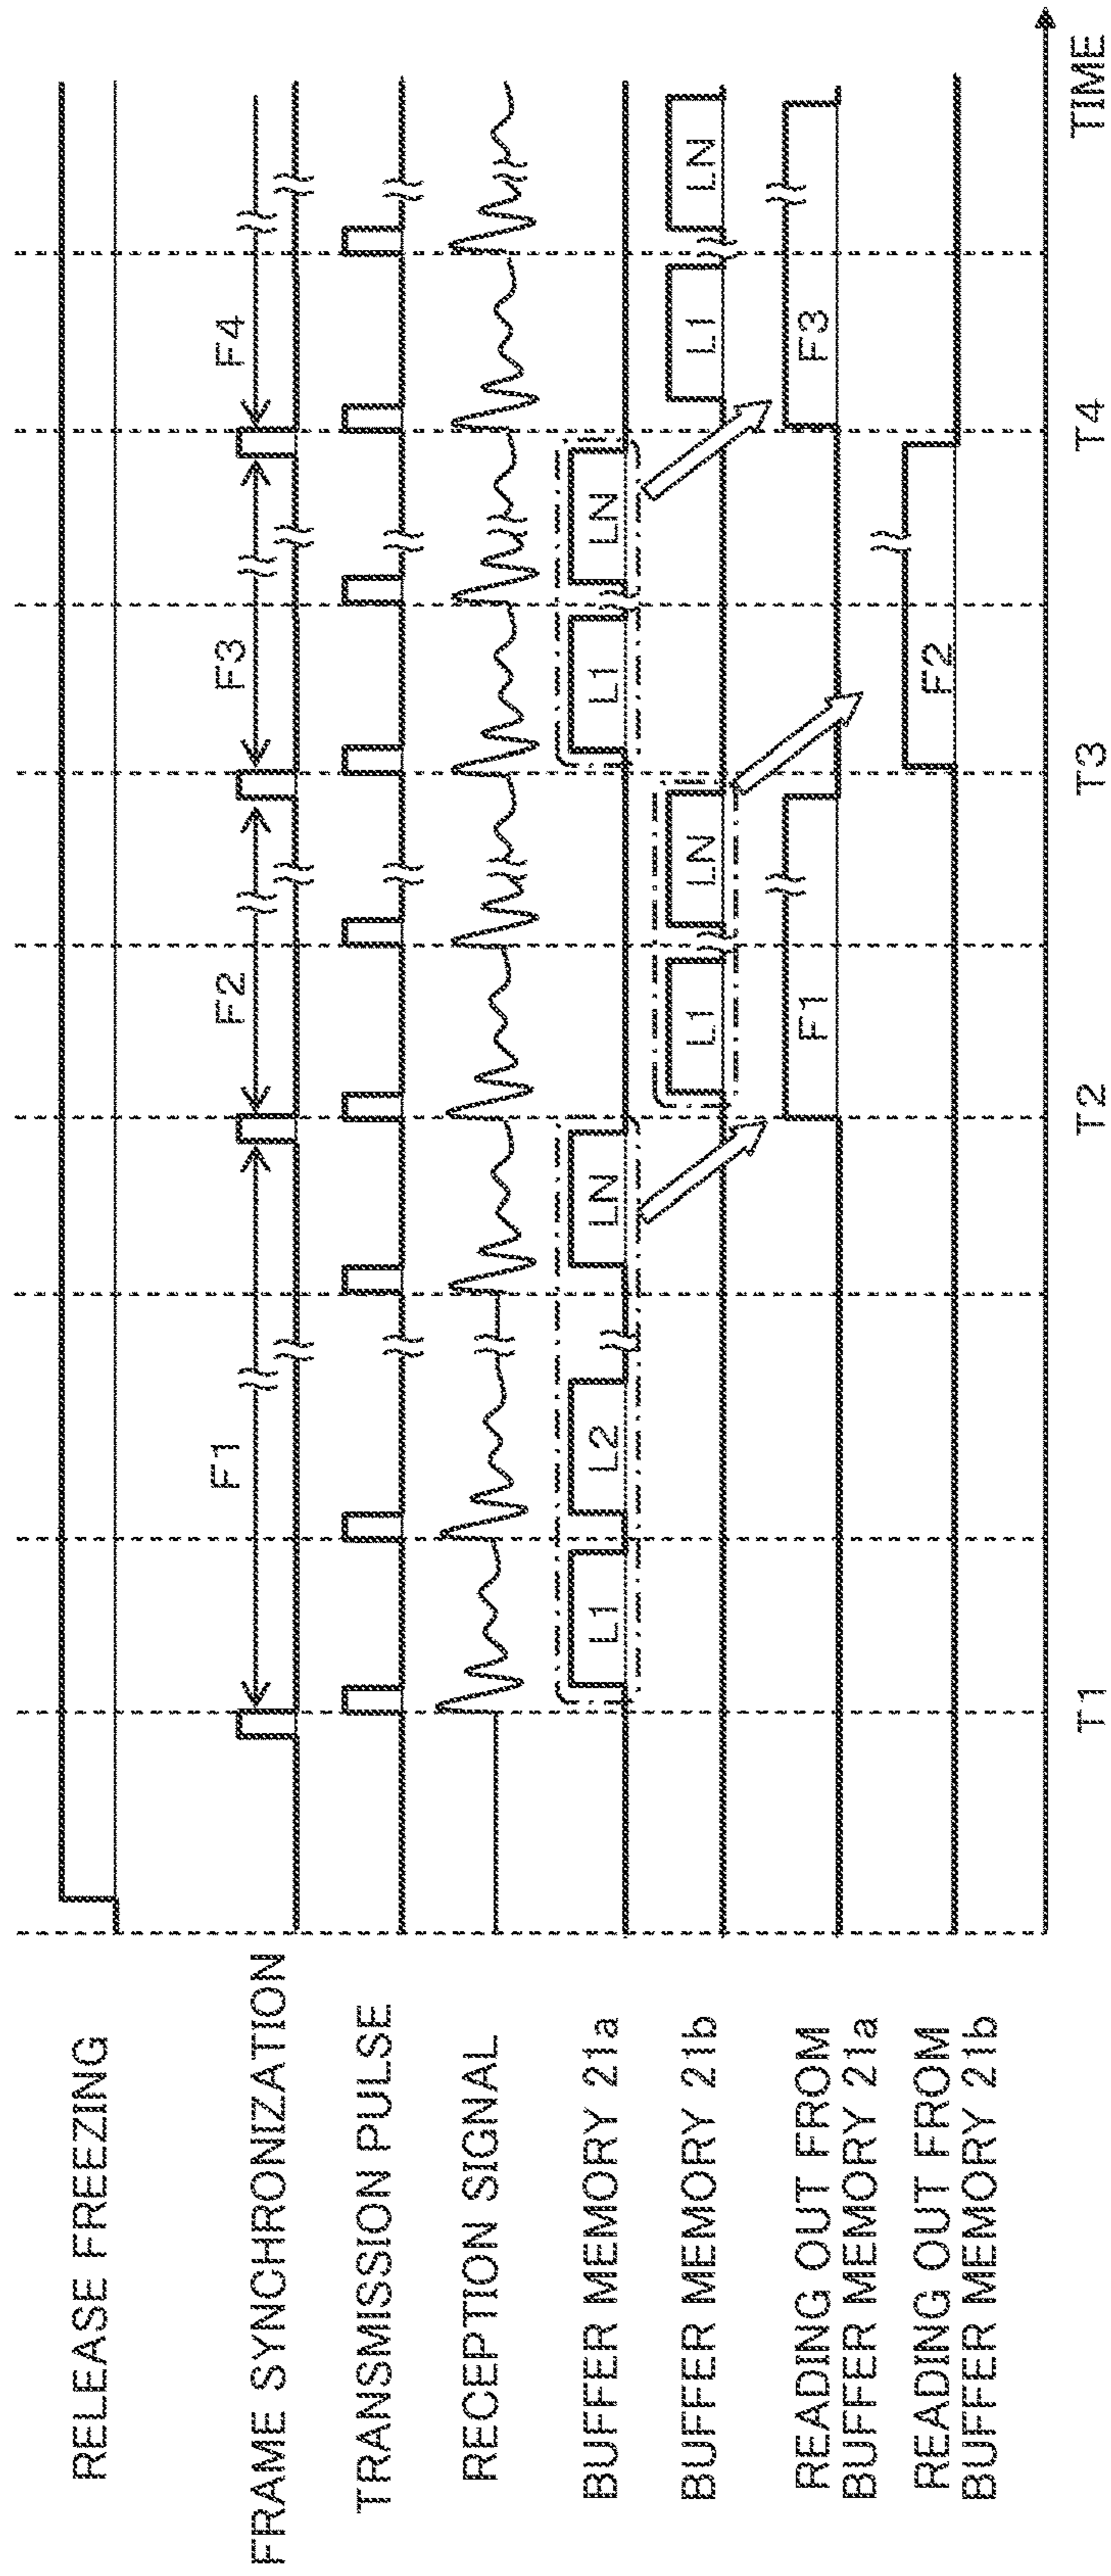 RELEASE FREEZING
FRAME SYNCHRONIZATION
F1
F2
F3
F4
TRANSMISSION PULSE
RECEPTION SIGNAL
BUFFER MEMORY 21a
L1
L2
LN
L1
LN
BUFFER MEMORY 21b
L1
LN
L1
LN
READING OUT FROM
BUFFER MEMORY 21a
F1
F3
READING OUT FROM
BUFFER MEMORY 21b
F2
T1
T2
T3
T4
TIME